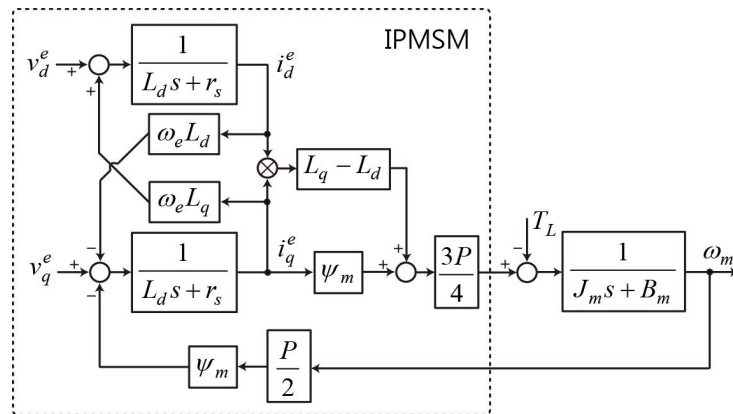 IPMSM
v_d^e
+
+
1
L_d s + r_s
i_d^e
ω_e L_d
L_q − L_d
ω_e L_q
T_L
−
v_q^e
+
−
−
1
L_d s + r_s
i_q^e
ψ_m
+
+
3P
4
+
1
J_m s + B_m
ω_m
ψ_m
P
2